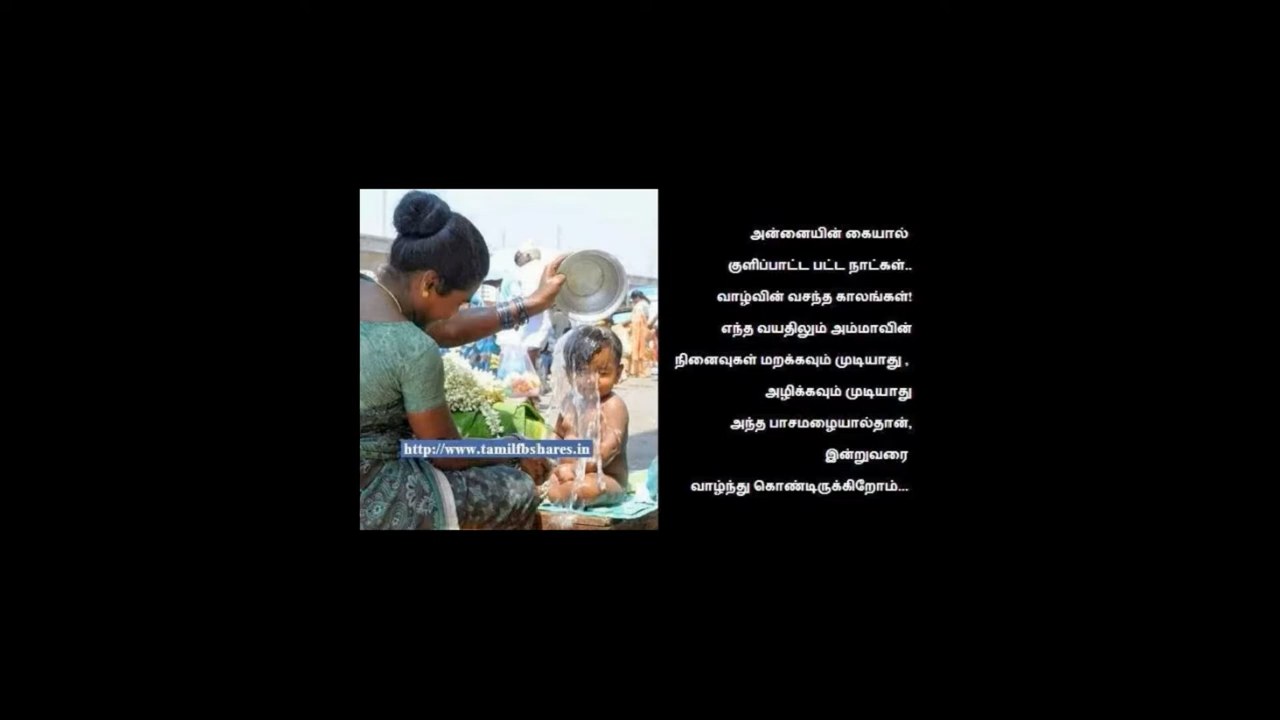 அன்னையின் கையால்
குளிப்பாட்ட பட்ட நாட்கள்..
வாழ்வின் வசந்த காலங்கள்!
எந்த வயதிலும் அம்மாவின்
நினைவுகள் மறக்கவும் முடியாது ,
அழிக்கவும் முடியாது
அந்த பாசமழையால்தான்,
இன்றுவரை
வாழ்ந்து கொண்டிருக்கிறோம்...
http://www.tamilfbshares.in